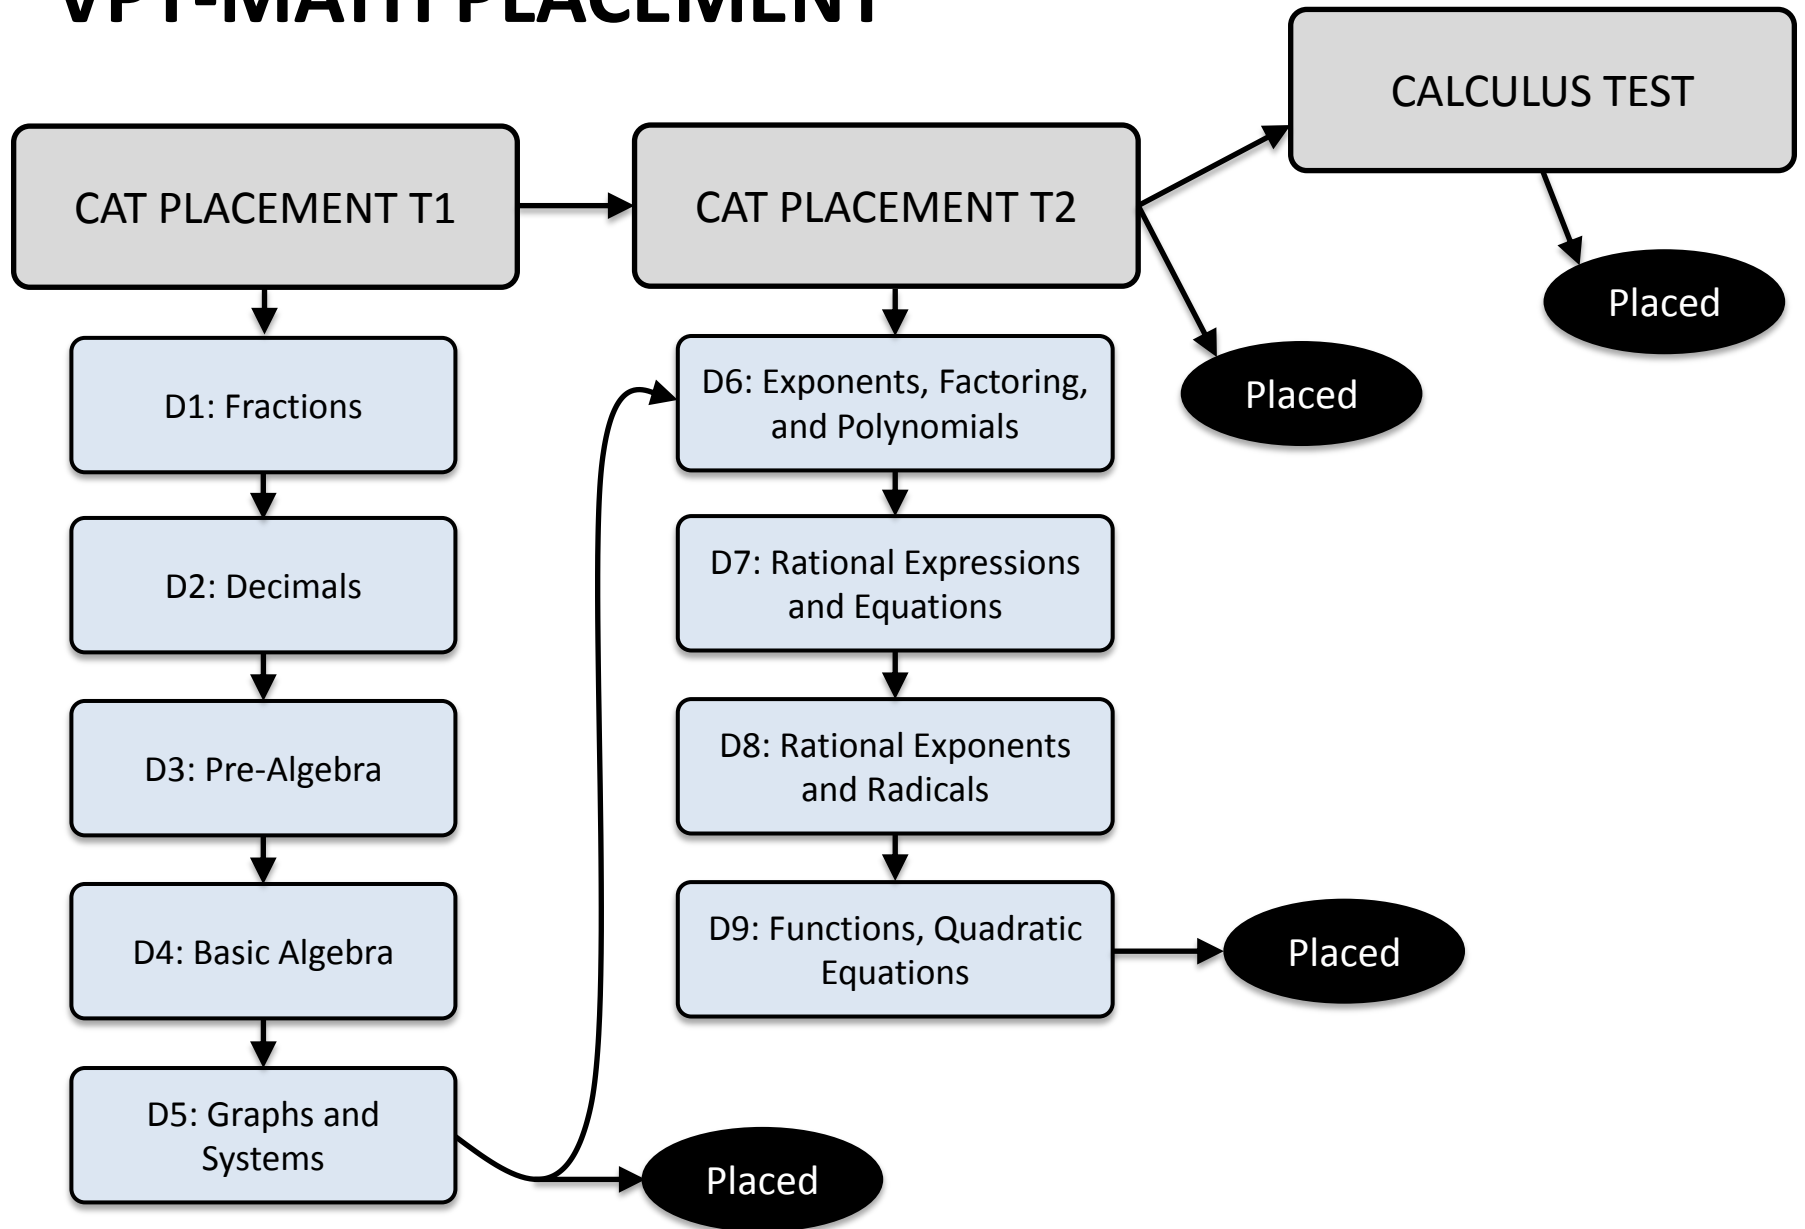 VPT-MATH PLACEMENT
CALCULUS TEST
CAT PLACEMENT T1
CAT PLACEMENT T2
Placed
Placed
D1: Fractions
D2: Decimals
D3: Pre-Algebra
D4: Basic Algebra
D5: Graphs and
Systems
D6: Exponents, Factoring,
and Polynomials
D7: Rational Expressions
and Equations
D8: Rational Exponents
and Radicals
D9: Functions, Quadratic
Equations
Placed
Placed